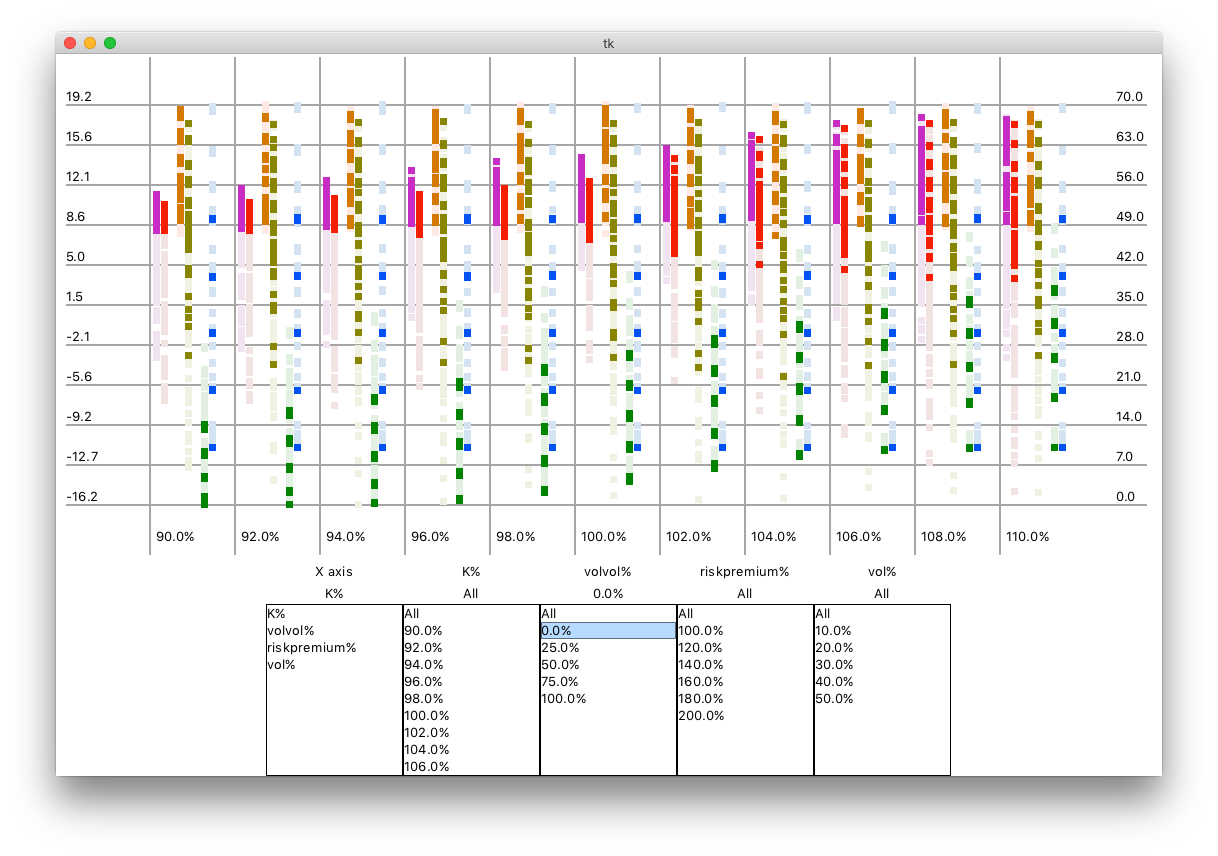 tk
19.2 70.0
15.6 63.0
12.1 56.0
8.6 49.0
5.0 42.0
1.5 35.0
-2.1 28.0
-5.6 21.0
-9.2 14.0
-12.7 7.0
-16.2 0.0
90.0% 92.0% 94.0% 96.0% 98.0% 100.0% 102.0% 104.0% 106.0% 108.0% 110.0%
X axis K% volvol% riskpremium% vol%
K% All 0.0% All All
K% All All All All
volvol% 90.0% 0.0% 100.0% 10.0%
riskpremium% 92.0% 25.0% 120.0% 20.0%
vol% 94.0% 50.0% 140.0% 30.0%
96.0% 75.0% 160.0% 40.0%
98.0% 100.0% 180.0% 50.0%
100.0% 200.0%
102.0%
104.0%
106.0%